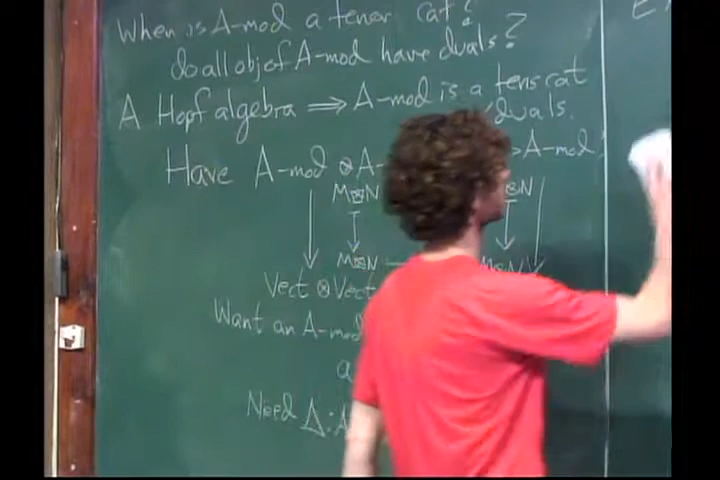 When is A-mod a tensor cat?
do all obj of A-mod have duals?
A Hopf algebra ⟹ A-mod is a tens cat
duals.
Have A-mod ⊗ A- A-mod
M⊠N ⊗N
M⊠N M⊗N
Vect ⊗ Vect
Want an A-mod
a
Need Δ: A